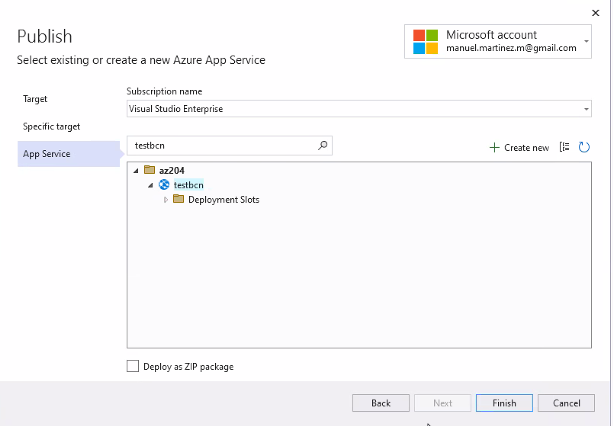 Publish
Select existing or create a new Azure App Service
Microsoft account
manuel.martinez.m@gmail.com
Target
Specific target
App Service
Subscription name
Visual Studio Enterprise
testbcn
Create new
az204
testbcn
Deployment Slots
Deploy as ZIP package
Back
Next
Finish
Cancel